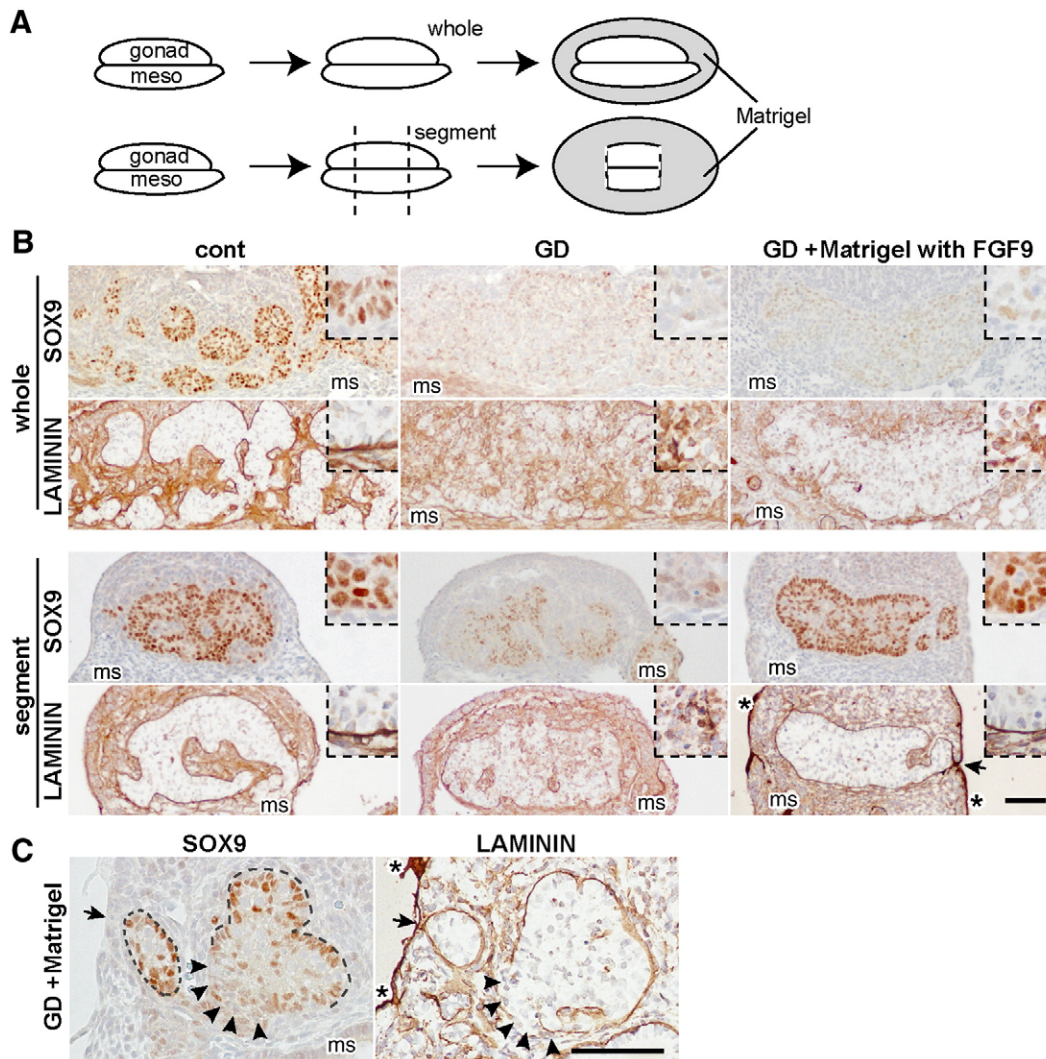 A
gonad
meso
whole
gonad
meso
segment
Matrigel
B
cont GD GD +Matrigel with FGF9
whole
SOX9
ms ms ms
LAMININ
ms ms
segment
SOX9
ms ms ms
LAMININ
ms ms ms
* *
C
SOX9 LAMININ
GD +Matrigel
ms
* *